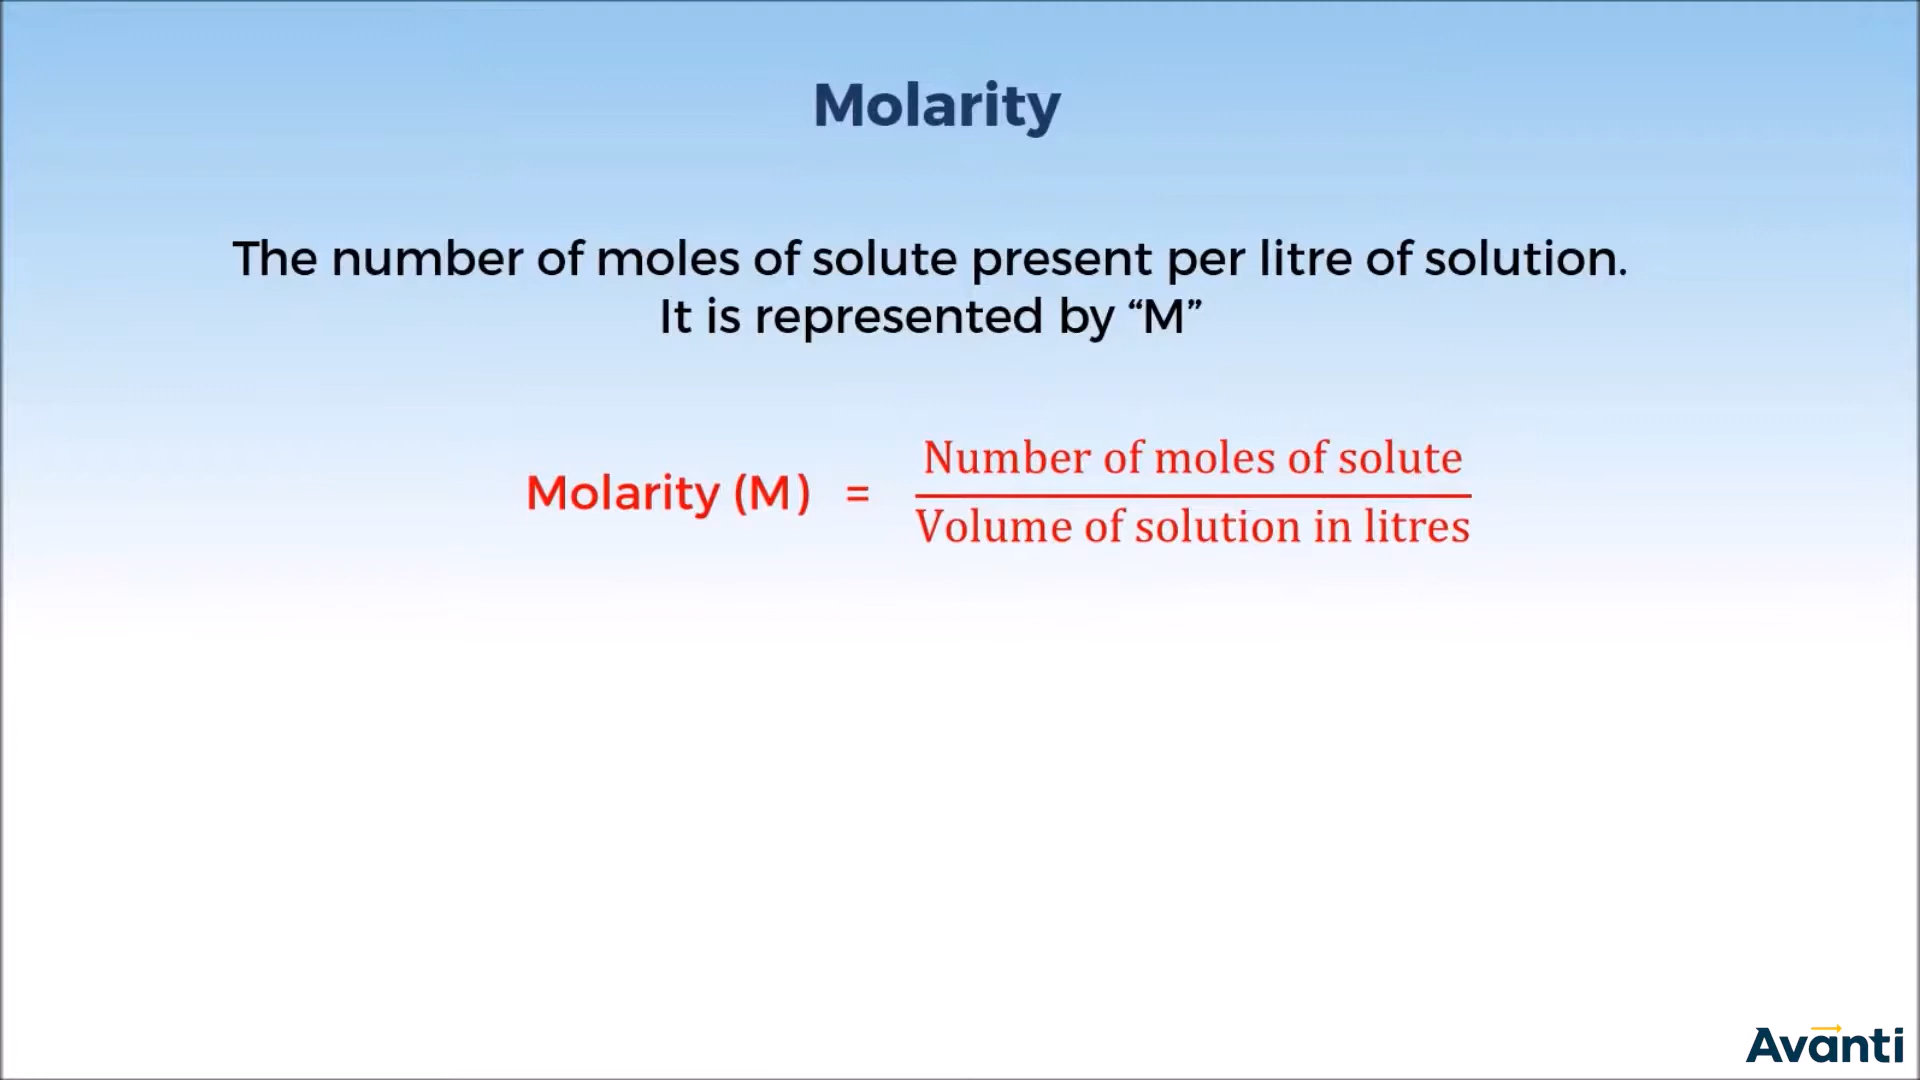 Molarity
The number of moles of solute present per litre of solution.
It is represented by “M”
Molarity (M) = Number of moles of solute
Volume of solution in litres
Avanti